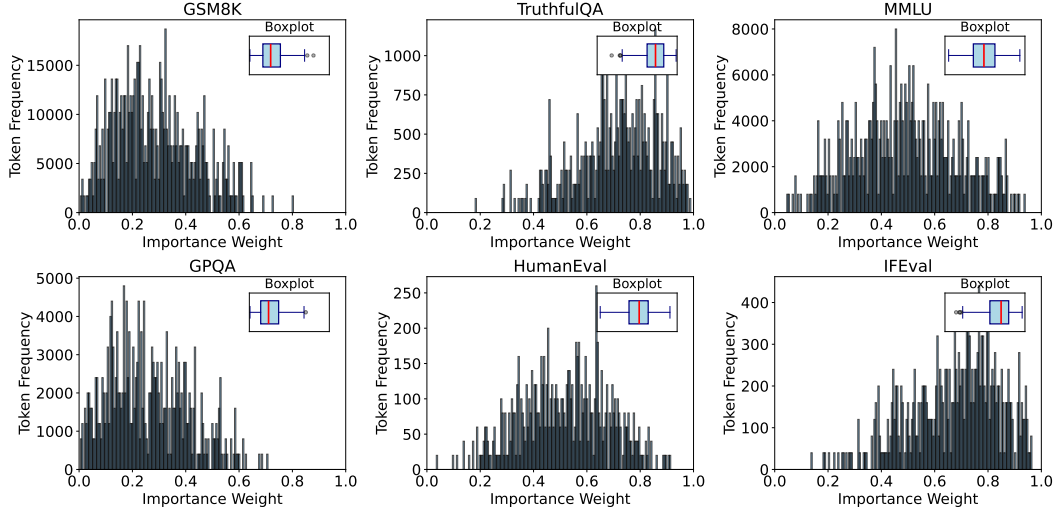 GSM8K
Boxplot
Token Frequency
15000
10000
5000
0
0.0 0.2 0.4 0.6 0.8 1.0
Importance Weight
TruthfulQA
Boxplot
Token Frequency
1000
750
500
250
0
0.0 0.2 0.4 0.6 0.8 1.0
Importance Weight
MMLU
Boxplot
Token Frequency
8000
6000
4000
2000
0
0.0 0.2 0.4 0.6 0.8 1.0
Importance Weight
GPQA
Boxplot
Token Frequency
5000
4000
3000
2000
1000
0
0.0 0.2 0.4 0.6 0.8 1.0
Importance Weight
HumanEval
Boxplot
Token Frequency
250
200
150
100
50
0
0.0 0.2 0.4 0.6 0.8 1.0
Importance Weight
IFEval
Boxplot
Token Frequency
400
300
200
100
0
0.0 0.2 0.4 0.6 0.8 1.0
Importance Weight